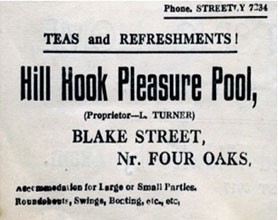 Phone. STREETLY 7234
TEAS and REFRESHMENTS!
Hill Hook Pleasure Pool,
(Proprietor—L. TURNER)
BLAKE STREET,
Nr. FOUR OAKS,
Accommodation for Large or Small Parties.
Roundabouts, Swings, Boating, etc., etc,